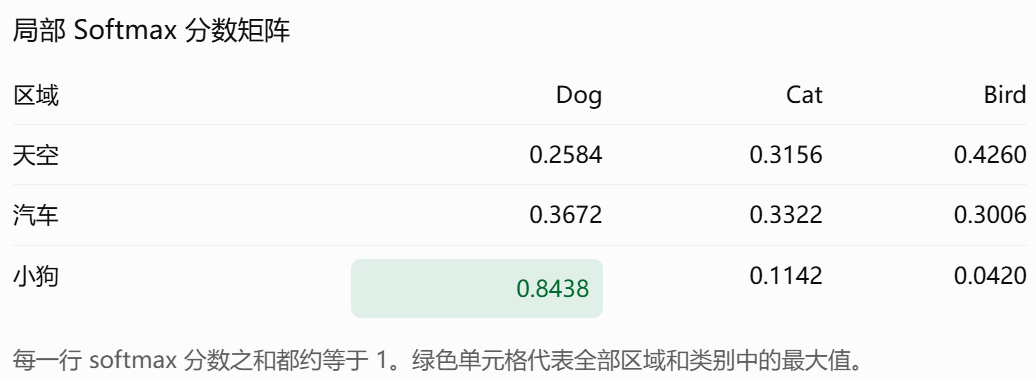 局部 Softmax 分数矩阵
区域 Dog Cat Bird
天空 0.2584 0.3156 0.4260
汽车 0.3672 0.3322 0.3006
小狗 0.8438 0.1142 0.0420
每一行 softmax 分数之和都约等于 1。绿色单元格代表全部区域和类别中的最大值。